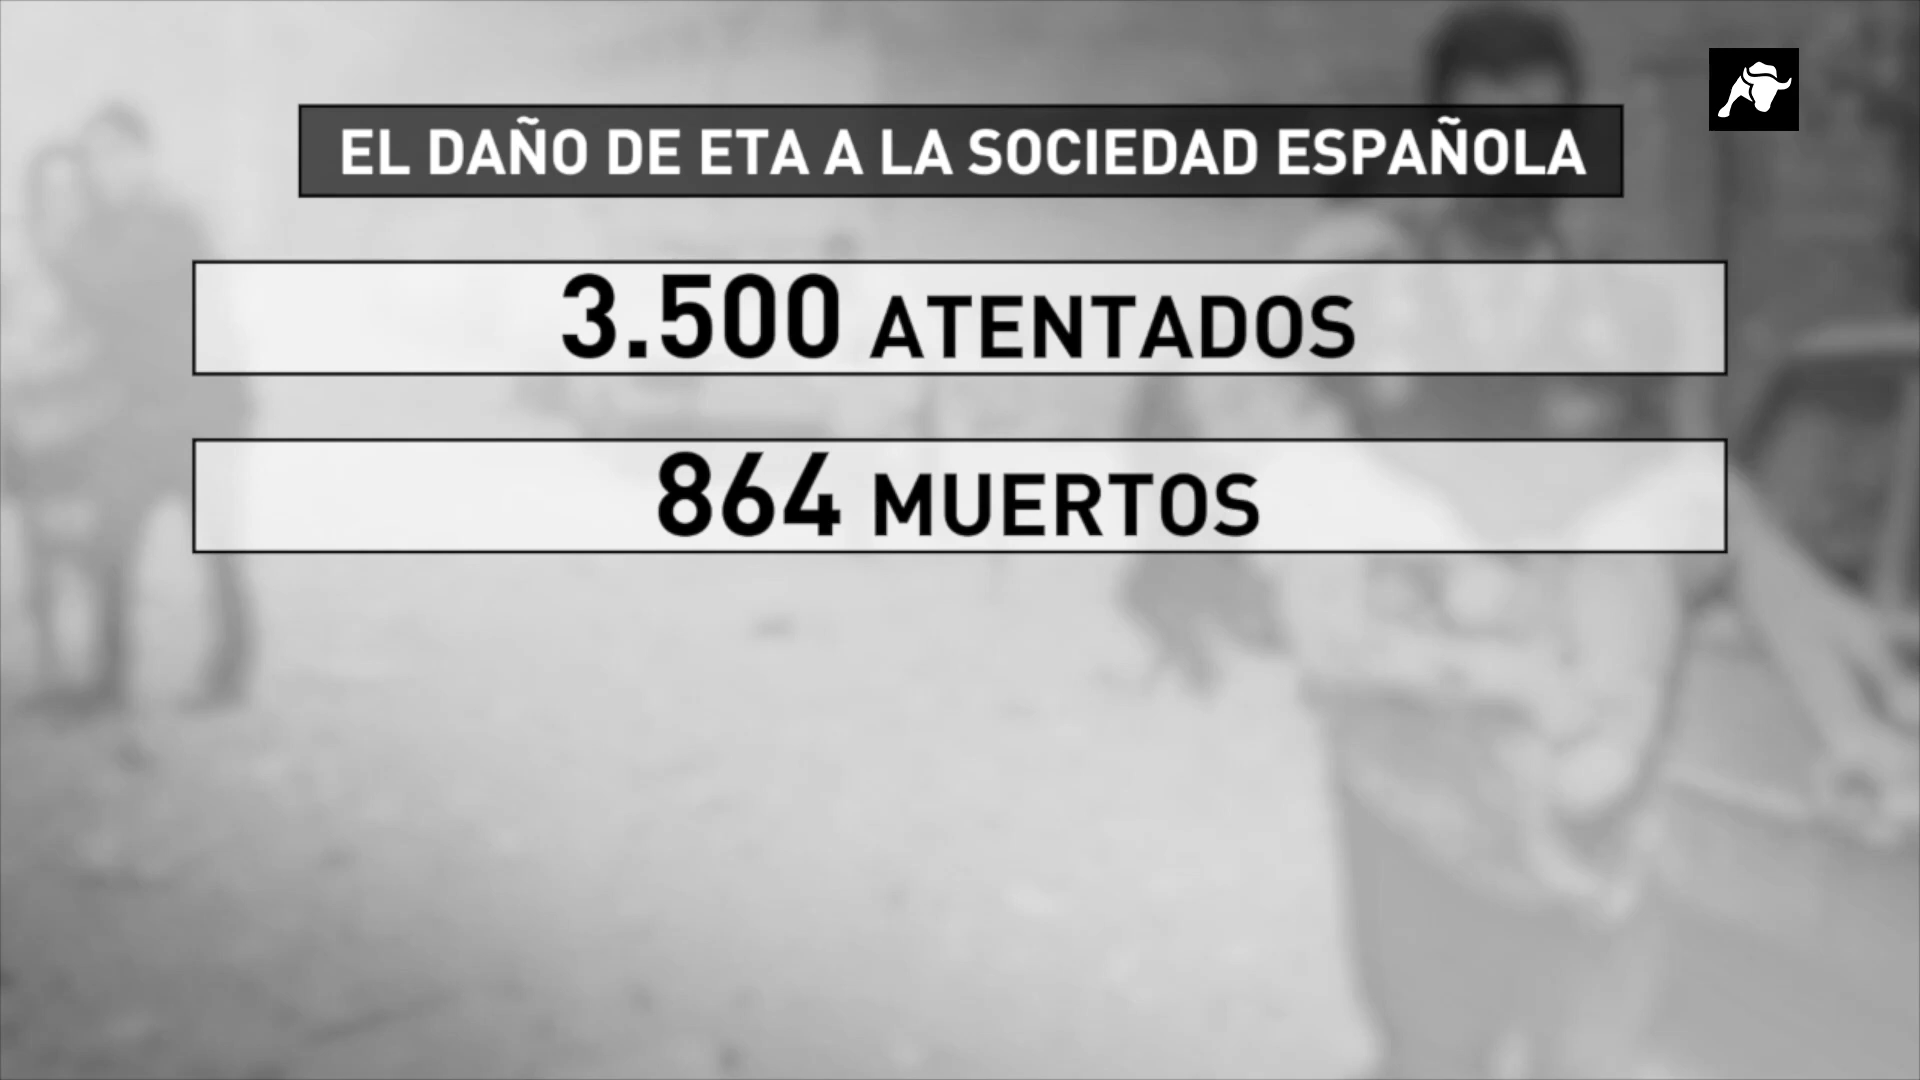 EL DAÑO DE ETA A LA SOCIEDAD ESPAÑOLA
3.500 ATENTADOS
864 MUERTOS